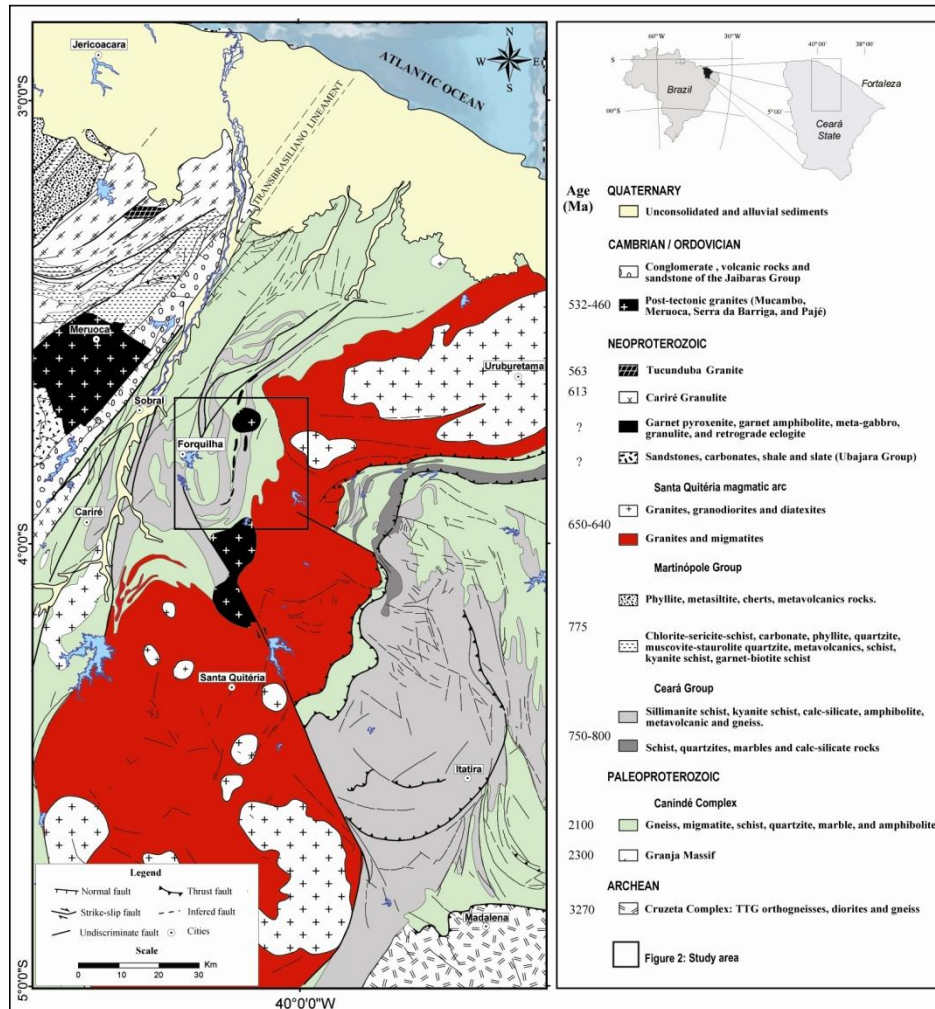 Jericoacara
ATLANTIC OCEAN
N
W
E
S
3°0'0"S
TRANSBRASILIANO LINEAMENT
Meruoca
Uruburetama
Sobral
Forquilha
Cariré
4°0'0"S
Santa Quitéria
Itatira
Madalena
Legend
Normal fault
Thrust fault
Strike-slip fault
Infered fault
Undiscriminate fault
Cities
Scale
Km
0 10 20 30
5°0'0"S
40°0'0"W
60°W
30°W
S
Brazil
00°S
40°00'
38°00'
Fortaleza
5°00'
Ceará
State
Age
(Ma)
QUATERNARY
Unconsolidated and alluvial sediments
CAMBRIAN / ORDOVICIAN
Conglomerate , volcanic rocks and
sandstone of the Jaibaras Group
532-460
Post-tectonic granites (Mucambo,
Meruoca, Serra da Barriga, and Pajé)
NEOPROTEROZOIC
563
Tucunduba Granite
613
Cariré Granulite
?
Garnet pyroxenite, garnet amphibolite, meta-gabbro,
granulite, and retrograde eclogite
?
Sandstones, carbonates, shale and slate (Ubajara Group)
Santa Quitéria magmatic arc
650-640
Granites, granodiorites and diatexites
Granites and migmatites
Martinópole Group
Phyllite, metasiltite, cherts, metavolcanics rocks.
775
Chlorite-sericite-schist, carbonate, phyllite, quartzite,
muscovite-staurolite quartzite, metavolcanics, schist,
kyanite schist, garnet-biotite schist
Ceará Group
Sillimanite schist, kyanite schist, calc-silicate, amphibolite,
metavolcanic and gneiss.
750-800
Schist, quartzites, marbles and calc-silicate rocks
PALEOPROTEROZOIC
Canindé Complex
2100
Gneiss, migmatite, schist, quartzite, marble, and amphibolite
2300
Granja Massif
ARCHEAN
3270
Cruzeta Complex: TTG orthogneisses, diorites and gneiss
Figure 2: Study area